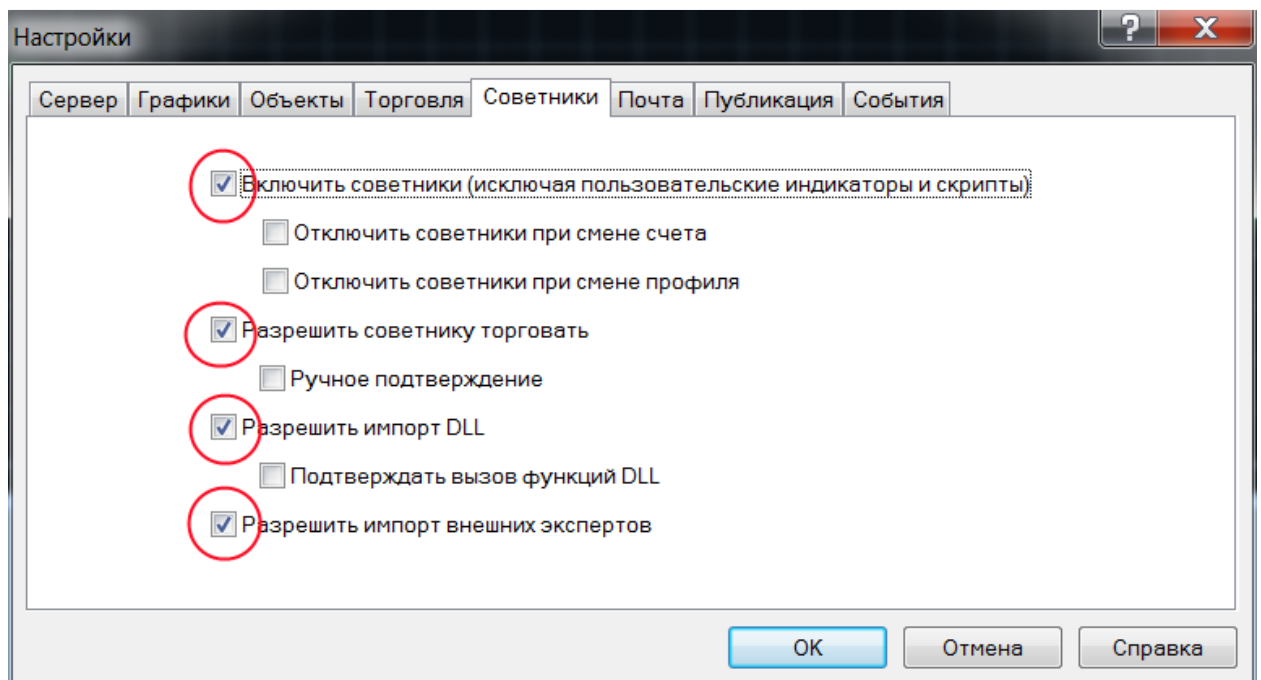 Настройки
?
X
Сервер Графики Объекты Торговля Советники Почта Публикация События
Включить советники (исключая пользовательские индикаторы и скрипты)
Отключить советники при смене счета
Отключить советники при смене профиля
Разрешить советнику торговать
Ручное подтверждение
Разрешить импорт DLL
Подтверждать вызов функций DLL
Разрешить импорт внешних экспертов
OK Отмена Справка